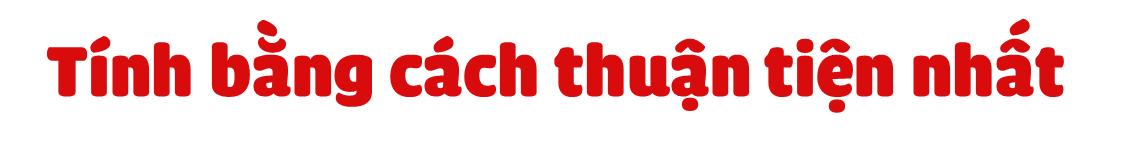 Tính bằng cách thuận tiện nhất